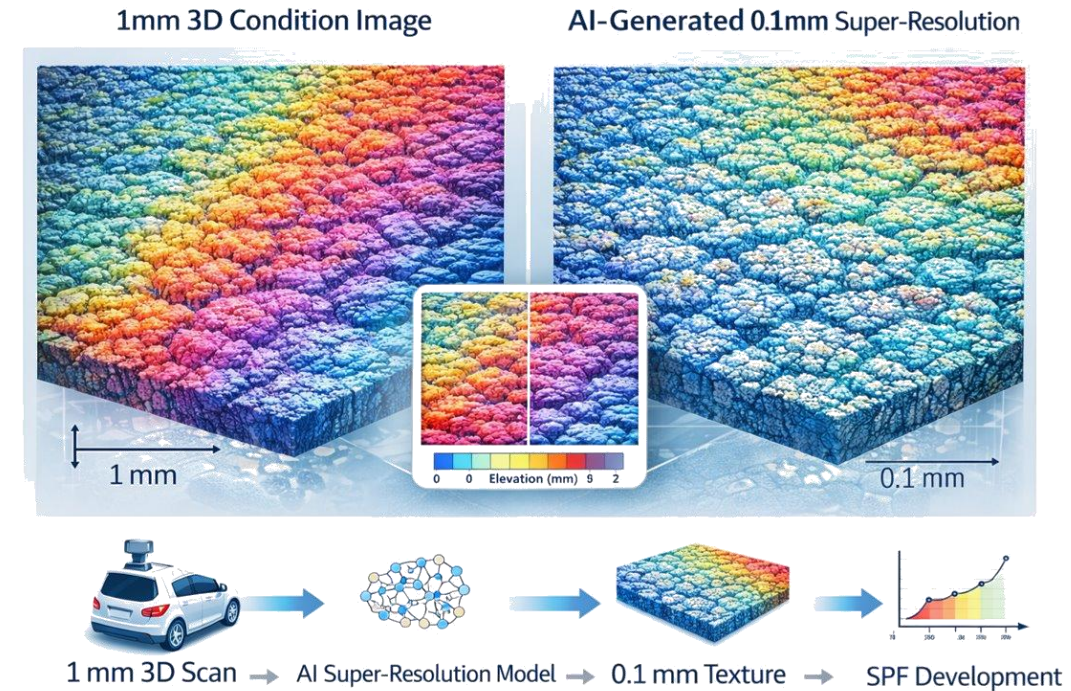 1mm 3D Condition Image
AI-Generated 0.1mm Super-Resolution
1 mm
0 0 Elevation (mm) 9 2
0.1 mm
1 mm 3D Scan
AI Super-Resolution Model
0.1 mm Texture
SPF Development